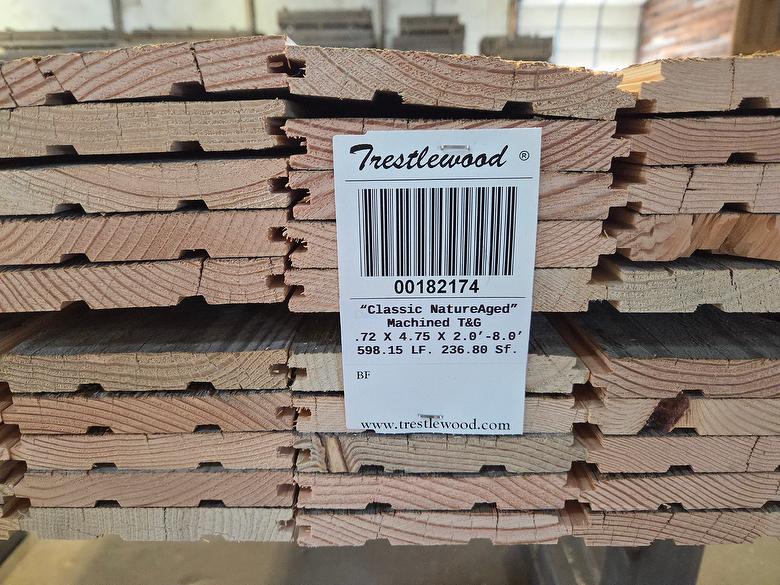 Trestlewood ®
00182174
“Classic NatureAged”
Machined T&G
.72 X 4.75 X 2.0’-8.0’
598.15 LF. 236.80 Sf.
BF
www.trestlewood.com